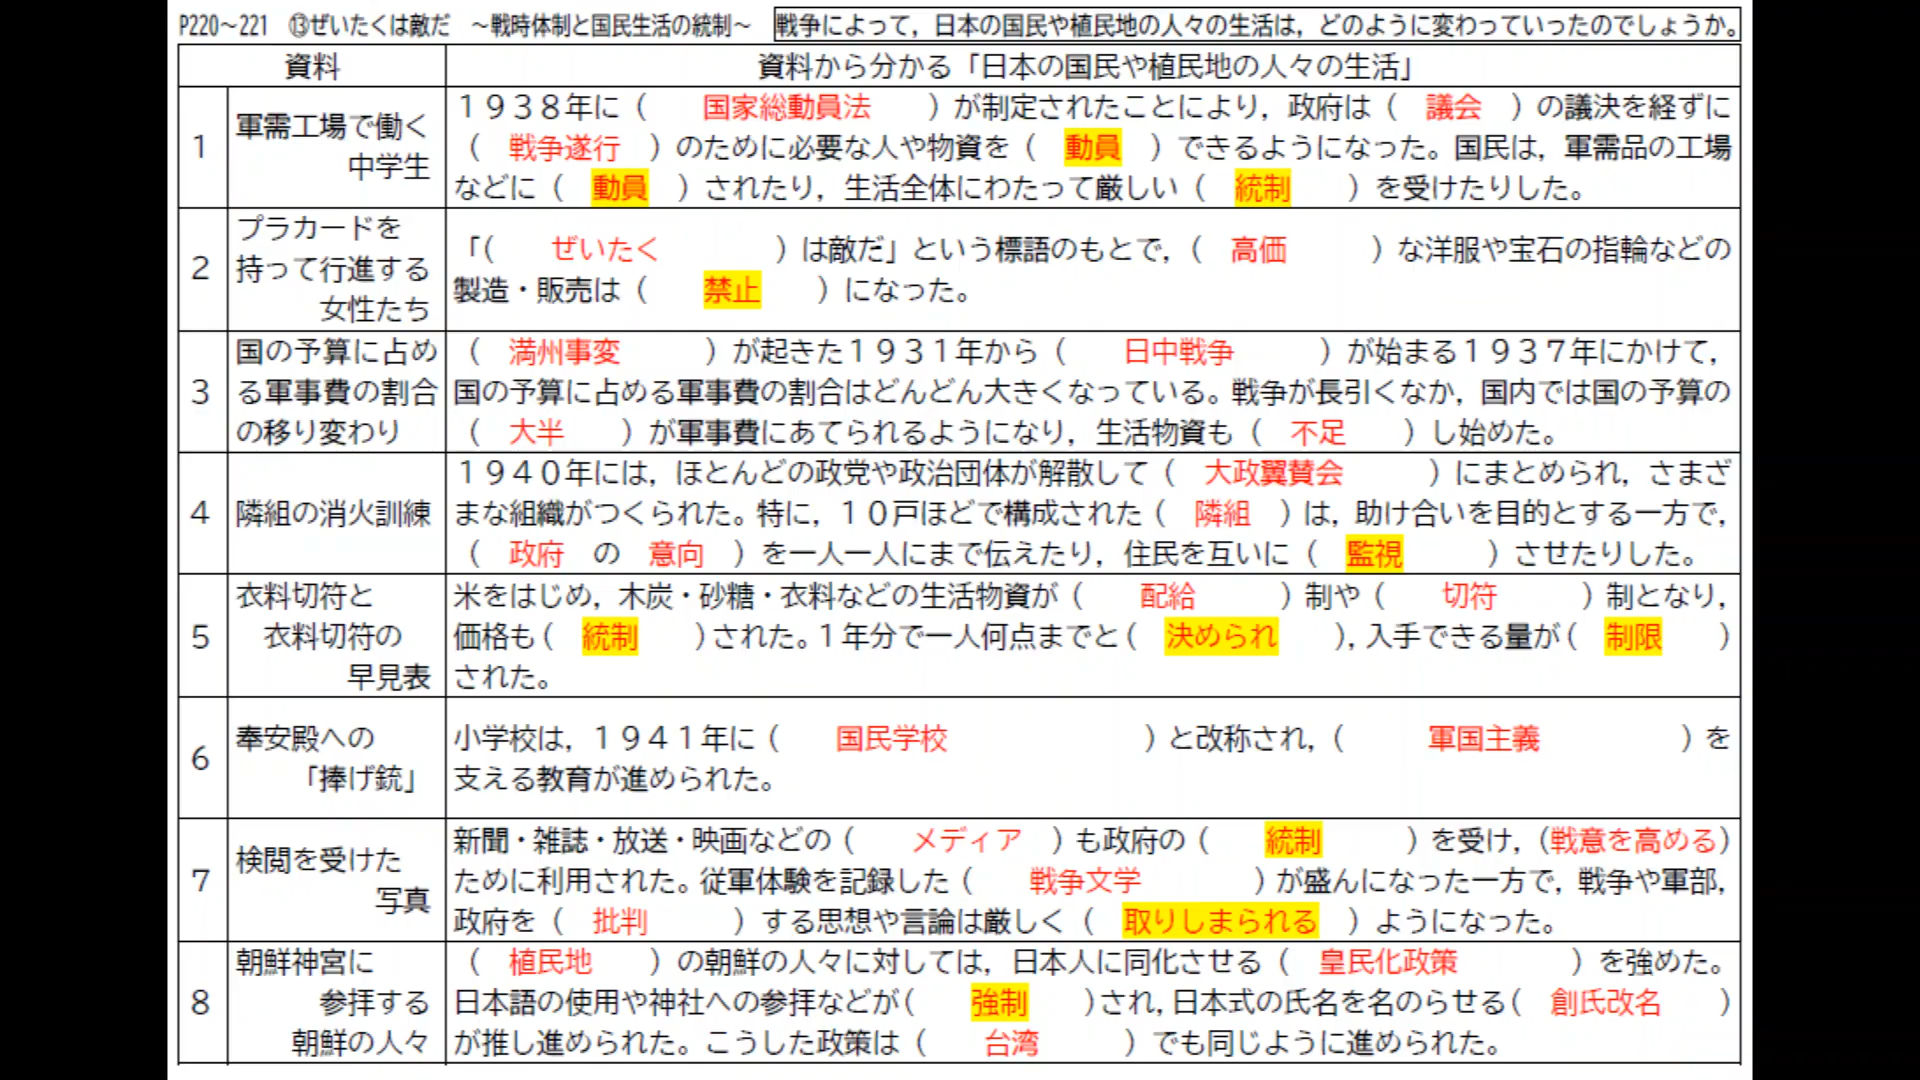 P220～221　⑬ぜいたくは敵だ　～戦時体制と国民生活の統制～　戦争によって，日本の国民や植民地の人々の生活は，どのように変わっていったのでしょうか。
資料　資料から分かる「日本の国民や植民地の人々の生活」
1
軍需工場で働く
中学生
１９３８年に（　国家総動員法　）が制定されたことにより，政府は（　議会　）の議決を経ずに
（　戦争遂行　）のために必要な人や物資を（　動員　）できるようになった。国民は，軍需品の工場
などに（　動員　）されたり，生活全体にわたって厳しい（　統制　）を受けたりした。
2
プラカードを
持って行進する
女性たち
「（　ぜいたく　）は敵だ」という標語のもとで，（　高価　）な洋服や宝石の指輪などの
製造・販売は（　禁止　）になった。
3
国の予算に占め
る軍事費の割合
の移り変わり
（　満州事変　）が起きた１９３１年から（　日中戦争　）が始まる１９３７年にかけて，
国の予算に占める軍事費の割合はどんどん大きくなっている。戦争が長引くなか，国内では国の予算の
（　大半　）が軍事費にあてられるようになり，生活物資も（　不足　）し始めた。
4
隣組の消火訓練
１９４０年には，ほとんどの政党や政治団体が解散して（　大政翼賛会　）にまとめられ，さまざ
まな組織がつくられた。特に，１０戸ほどで構成された（　隣組　）は，助け合いを目的とする一方で，
（　政府　の　意向　）を一人一人にまで伝えたり，住民を互いに（　監視　）させたりした。
5
衣料切符と
衣料切符の
早見表
米をはじめ，木炭・砂糖・衣料などの生活物資が（　配給　）制や（　切符　）制となり，
価格も（　統制　）された。１年分で一人何点までと（　決められ　），入手できる量が（　制限　）
された。
6
奉安殿への
「捧げ銃」
小学校は，１９４１年に（　国民学校　）と改称され，（　軍国主義　）を
支える教育が進められた。
7
検閲を受けた
写真
新聞・雑誌・放送・映画などの（　メディア　）も政府の（　統制　）を受け，（戦意を高める）
ために利用された。従軍体験を記録した（　戦争文学　）が盛んになった一方で，戦争や軍部，
政府を（　批判　）する思想や言論は厳しく（　取りしまられる　）ようになった。
8
朝鮮神宮に
参拝する
朝鮮の人々
（　植民地　）の朝鮮の人々に対しては，日本人に同化させる（　皇民化政策　）を強めた。
日本語の使用や神社への参拝などが（　強制　）され，日本式の氏名を名のらせる（　創氏改名　）
が推し進められた。こうした政策は（　台湾　）でも同じように進められた。